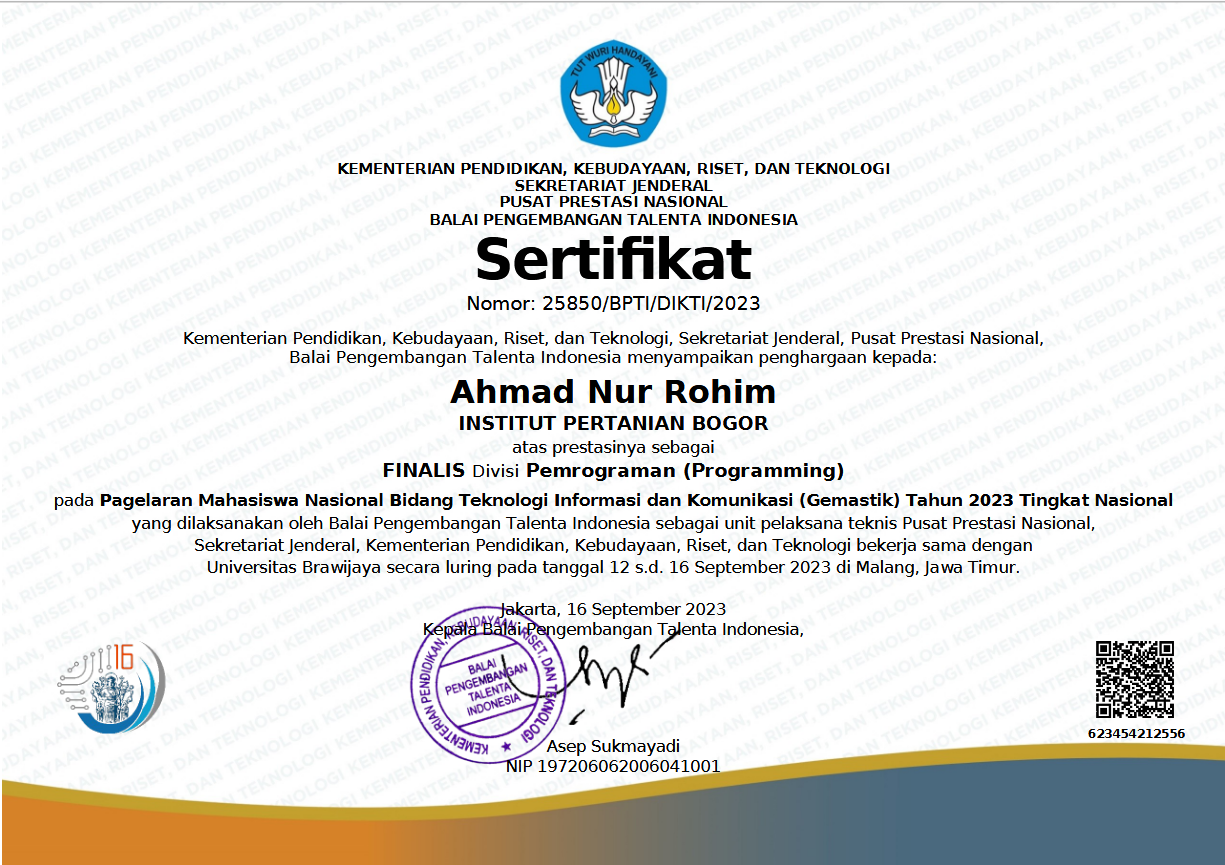 TUT WURI HANDAYANI
KEMENTERIAN PENDIDIKAN, KEBUDAYAAN, RISET, DAN TEKNOLOGI
SEKRETARIAT JENDERAL
PUSAT PRESTASI NASIONAL
BALAI PENGEMBANGAN TALENTA INDONESIA
Sertifikat
Nomor: 25850/BPTI/DIKTI/2023
Kementerian Pendidikan, Kebudayaan, Riset, dan Teknologi, Sekretariat Jenderal, Pusat Prestasi Nasional,
Balai Pengembangan Talenta Indonesia menyampaikan penghargaan kepada:
Ahmad Nur Rohim
INSTITUT PERTANIAN BOGOR
atas prestasinya sebagai
FINALIS Divisi Pemrograman (Programming)
pada Pagelaran Mahasiswa Nasional Bidang Teknologi Informasi dan Komunikasi (Gemastik) Tahun 2023 Tingkat Nasional
yang dilaksanakan oleh Balai Pengembangan Talenta Indonesia sebagai unit pelaksana teknis Pusat Prestasi Nasional,
Sekretariat Jenderal, Kementerian Pendidikan, Kebudayaan, Riset, dan Teknologi bekerja sama dengan
Universitas Brawijaya secara luring pada tanggal 12 s.d. 16 September 2023 di Malang, Jawa Timur.
Jakarta, 16 September 2023
Kepala Balai Pengembangan Talenta Indonesia,
KEMENTERIAN PENDIDIKAN, KEBUDAYAAN, RISET, DAN TEKNOLOGI
BALAI
PENGEMBANGAN
TALENTA
INDONESIA
16
Asep Sukmayadi
NIP 197206062006041001
623454212556